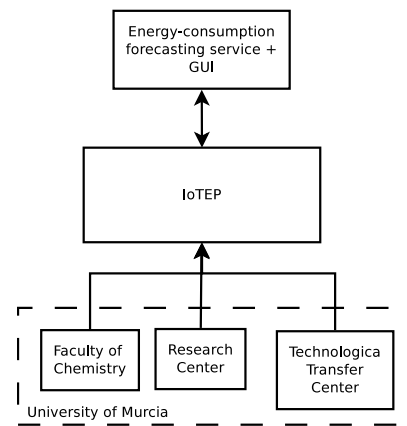 Energy-consumption
forecasting service +
GUI
IoTEP
Faculty of
Chemistry
Research
Center
Technologica
Transfer
Center
University of Murcia